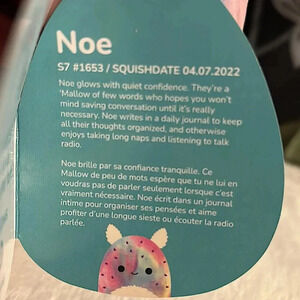 Noe
S7 #1653 / SQUISHDATE 04.07.2022
Noe glows with quiet confidence. They're a
'Mallow of few words who hopes you won't
mind saving conversation until it's really
necessary. Noe writes in a daily journal to keep
all their thoughts organized, and otherwise
enjoys taking long naps and listening to talk
radio.
Noe brille par sa confiance tranquille. Ce
Mallow de peu de mots espère que tu ne lui en
voudras pas de parler seulement lorsque c'est
vraiment nécessaire. Noe écrit dans un journal
intime pour organiser ses pensées et aime
profiter d'une longue sieste ou écouter la radio
parlée.